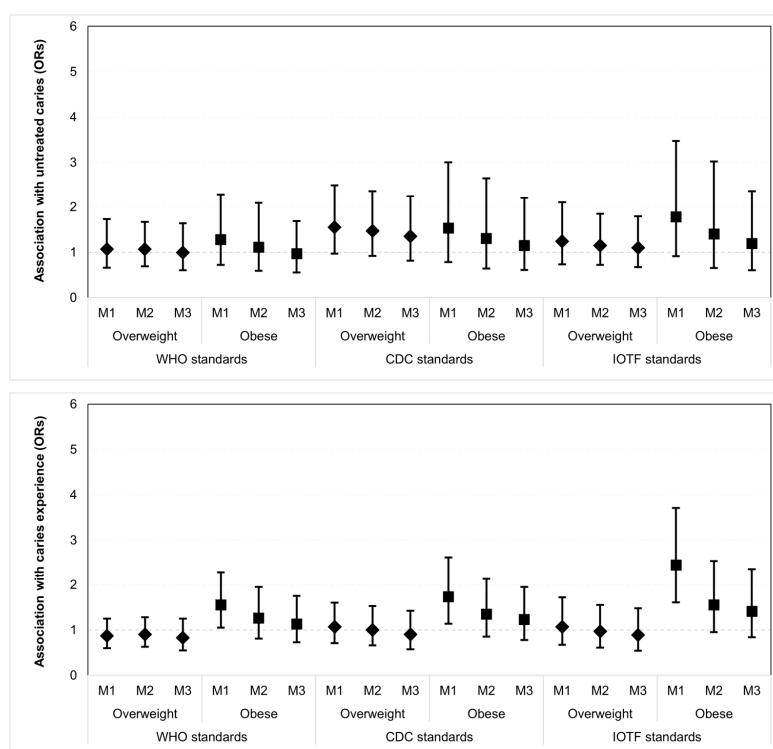 Association with untreated caries (ORs)
6
5
4
3
2
1
0
M1 M2 M3 M1 M2 M3 M1 M2 M3 M1 M2 M3 M1 M2 M3 M1 M2 M3
Overweight Obese Overweight Obese Overweight Obese
WHO standards CDC standards IOTF standards
Association with caries experience (ORs)
6
5
4
3
2
1
0
M1 M2 M3 M1 M2 M3 M1 M2 M3 M1 M2 M3 M1 M2 M3 M1 M2 M3
Overweight Obese Overweight Obese Overweight Obese
WHO standards CDC standards IOTF standards